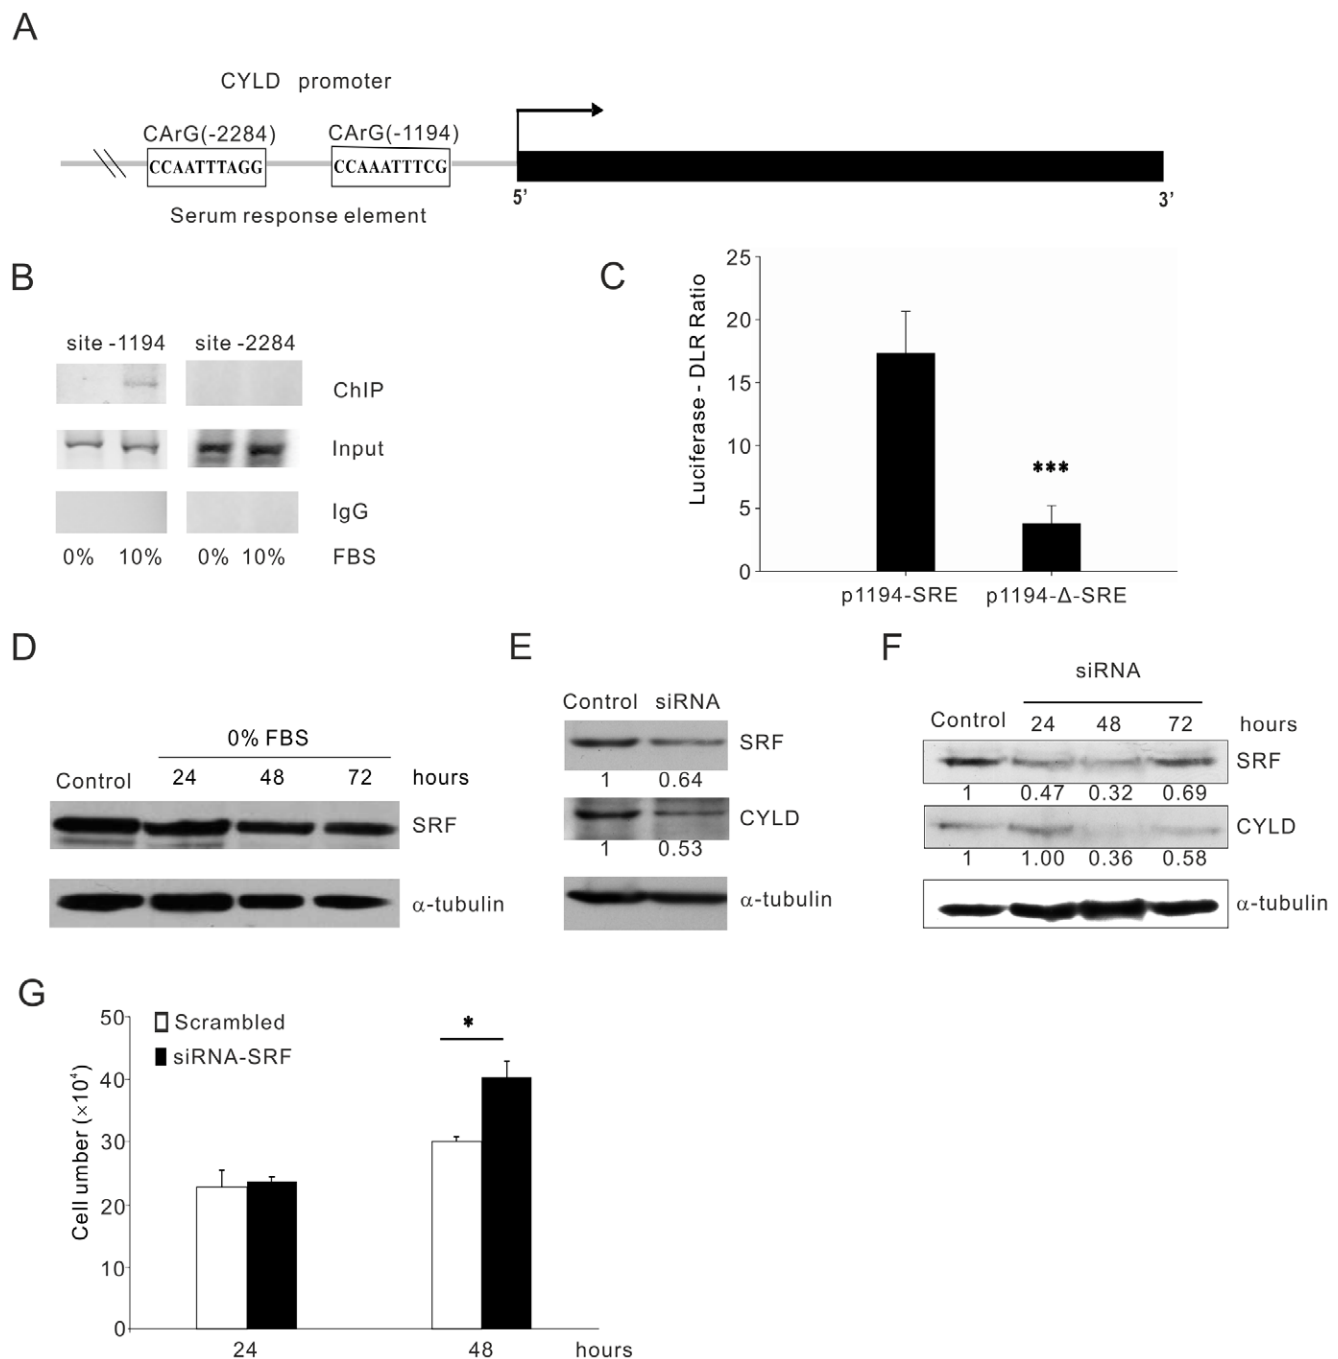 A
CYLD promoter
CArG(-2284) CArG(-1194)
CCAATTTAGG CCAAATTTCG
5’ 3’
Serum response element
B
site -1194 site -2284
ChIP
Input
IgG
0% 10% 0% 10% FBS
C
Luciferase - DLR Ratio
25
20
15
10
5
0
***
p1194-SRE p1194-Δ-SRE
D
0% FBS
Control 24 48 72 hours
SRF
α-tubulin
E
Control siRNA
SRF
1 0.64
CYLD
1 0.53
α-tubulin
F
siRNA
Control 24 48 72 hours
SRF
1 0.47 0.32 0.69
CYLD
1 1.00 0.36 0.58
α-tubulin
G
Cell umber (×10⁴)
50
40
30
20
10
0
Scrambled
siRNA-SRF
*
24 48 hours